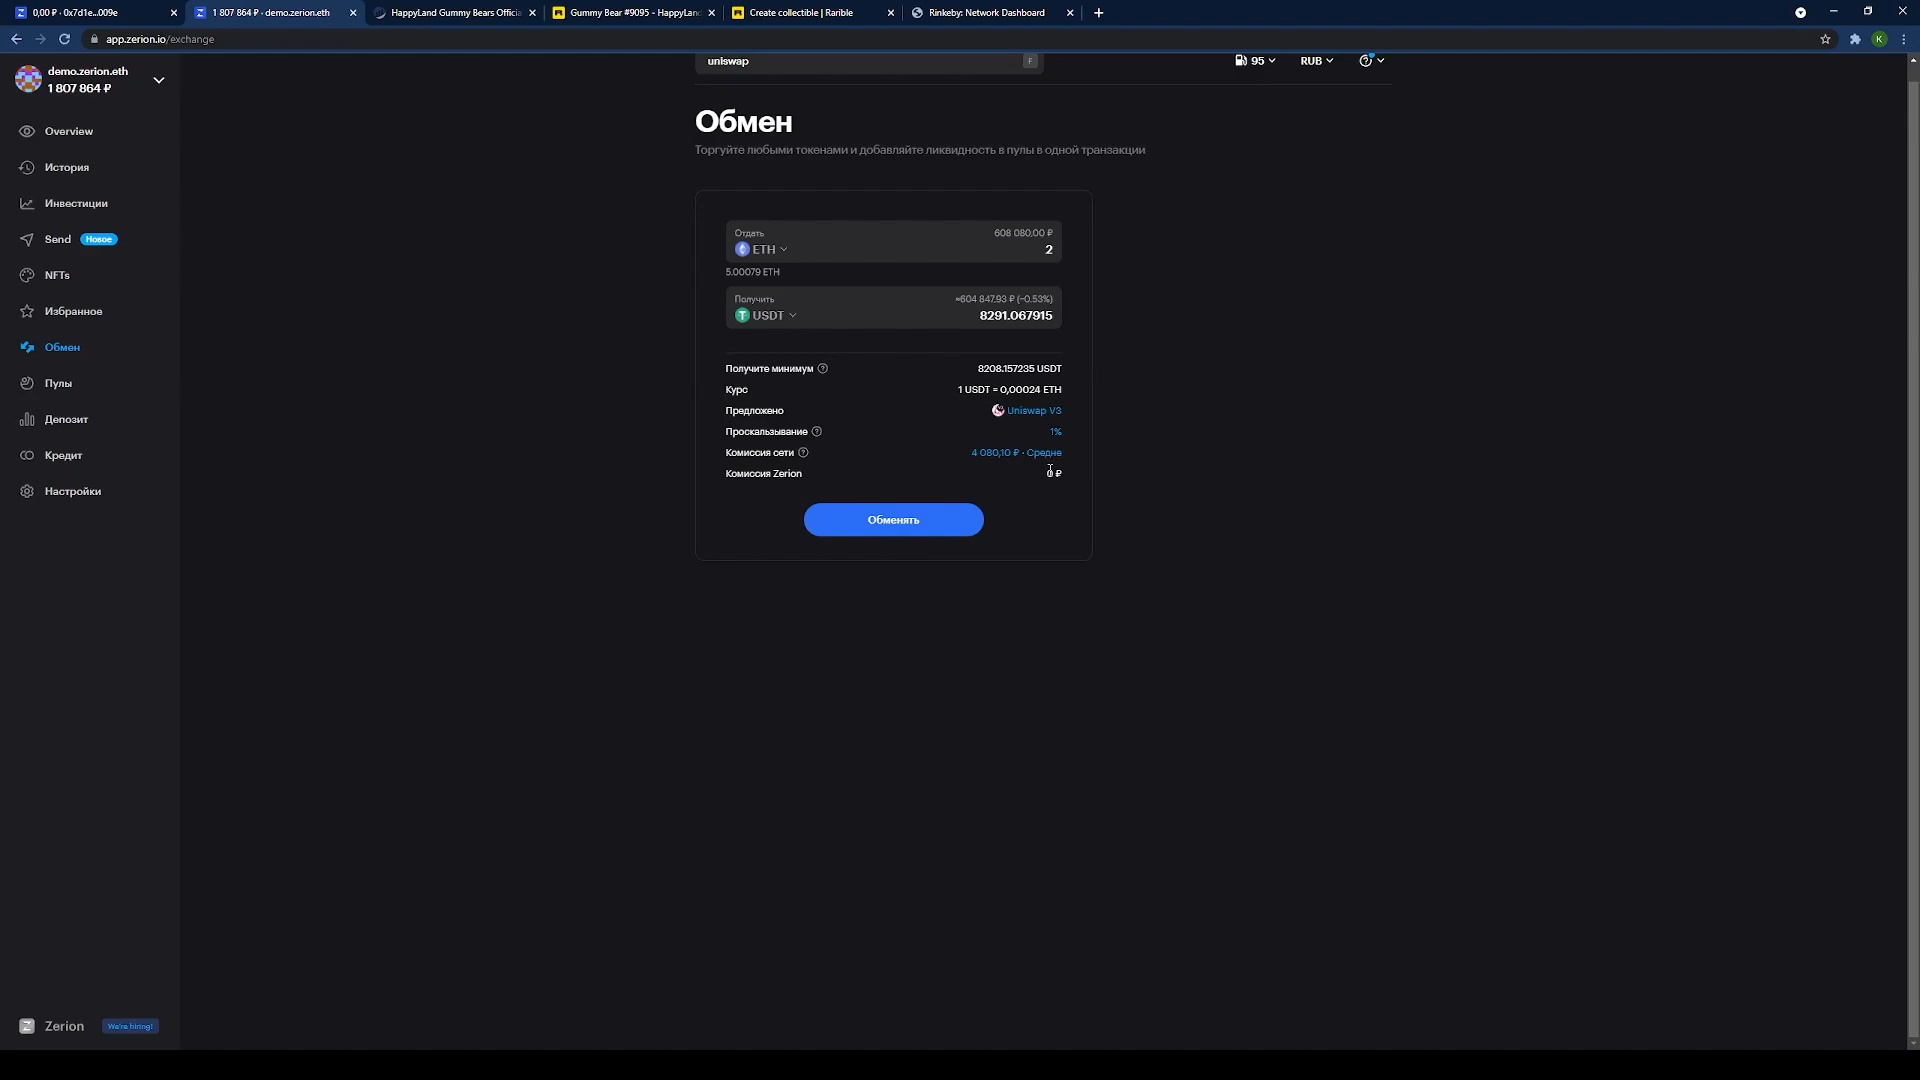 0,00 ₽ · 0x7d1e...009e
1 807 864 ₽ · demo.zerion.eth
HappyLand Gummy Bears Officia
Gummy Bear #9095 - HappyLand
Create collectible | Rarible
Rinkeby: Network Dashboard
app.zerion.io/exchange
K
demo.zerion.eth
1 807 864 ₽
uniswap
F
95
RUB
Overview
История
Инвестиции
Send
Новое
NFTs
Избранное
Обмен
Пулы
Депозит
Кредит
Настройки
Обмен
Торгуйте любыми токенами и добавляйте ликвидность в пулы в одной транзакции
Отдать
608 080,00 ₽
ETH
2
5.00079 ETH
Получить
≈604 847,93 ₽ (−0.53%)
USDT
8291.067915
Получите минимум
8208.157235 USDT
Курс
1 USDT = 0,00024 ETH
Предложено
Uniswap V3
Проскальзывание
1%
Комиссия сети
4 080,10 ₽ · Средне
Комиссия Zerion
0 ₽
Обменять
Zerion
We're hiring!